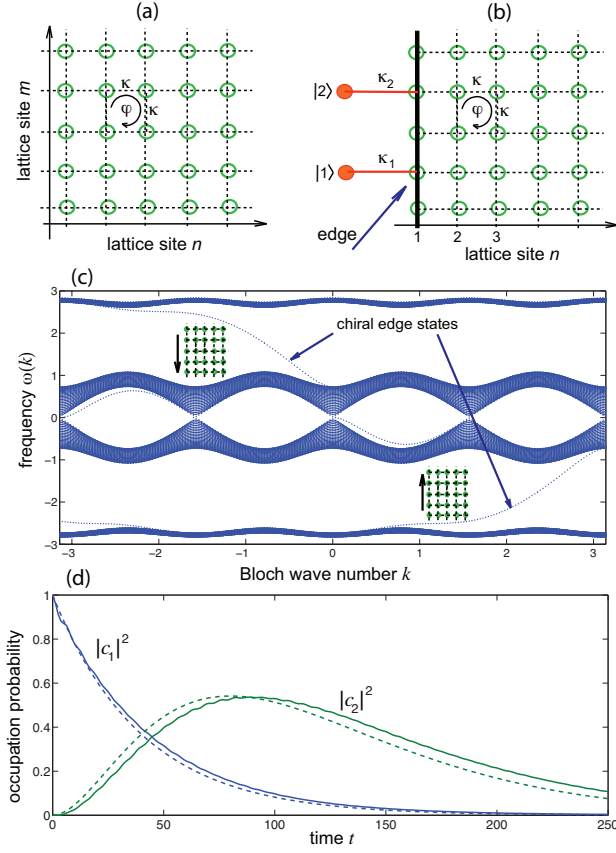 (a)
lattice site m
κ
φ
κ
lattice site n
(b)
|2⟩
κ2
κ
φ
κ
|1⟩
κ1
edge
1 2 3
lattice site n
(c)
frequency ω(k)
3
2
1
0
−1
−2
−3
chiral edge states
−3 −2 −1 0 1 2 3
Bloch wave number k
(d)
occupation probability
1
0.8
0.6
0.4
0.2
0
|c1|²
|c2|²
0 50 100 150 200 250
time t